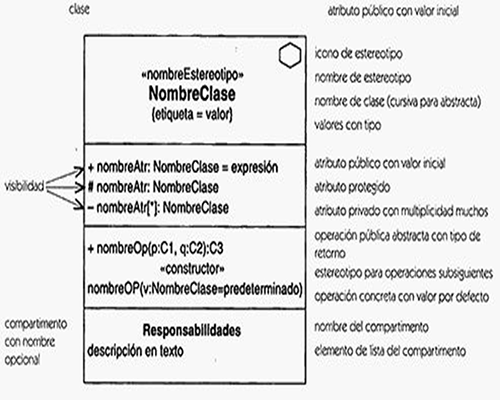 clase
atributo público con valor inicial
icono de estereotipo
«nombreEstereotipo»
nombre de estereotipo
NombreClase
nombre de clase (cursiva para abstracta)
{etiqueta = valor}
valores con tipo
+ nombreAtr: NombreClase = expresión
atributo público con valor inicial
visibilidad
# nombreAtr: NombreClase
atributo protegido
– nombreAtr[*]: NombreClase
atributo privado con multiplicidad muchos
+ nombreOp(p:C1, q:C2):C3
operación pública abstracta con tipo de
retorno
«constructor»
estereotipo para operaciones subsiguientes
nombreOP(v:NombreClase=predeterminado)
operación concreta con valor por defecto
compartimento
con nombre
opcional
Responsabilidades
nombre del compartimento
descripción en texto
elemento de lista del compartimento